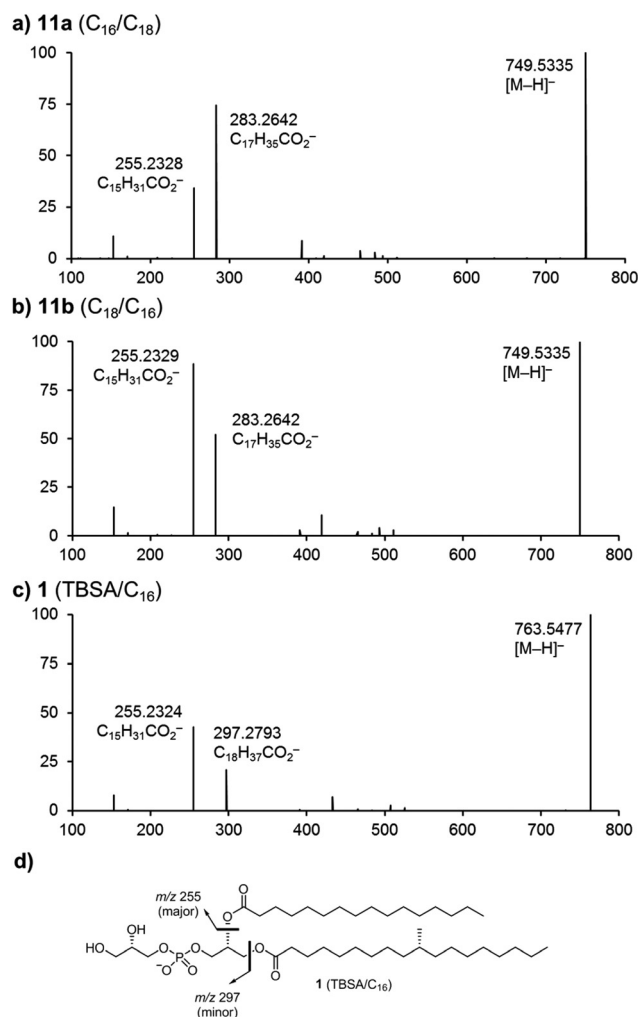 a) 11a (C₁₆/C₁₈)
100
75
50
25
0
749.5335
[M–H]⁻
283.2642
C₁₇H₃₅CO₂⁻
255.2328
C₁₅H₃₁CO₂⁻
100 200 300 400 500 600 700 800
b) 11b (C₁₈/C₁₆)
100
75
50
25
0
255.2329
C₁₅H₃₁CO₂⁻
749.5335
[M–H]⁻
283.2642
C₁₇H₃₅CO₂⁻
100 200 300 400 500 600 700 800
c) 1 (TBSA/C₁₆)
100
75
50
25
0
763.5477
[M–H]⁻
255.2324
C₁₅H₃₁CO₂⁻
297.2793
C₁₈H₃₇CO₂⁻
100 200 300 400 500 600 700 800
d)
m/z 255
(major)
O
O
OH
HO
O
P
O
⁻O
O
O
O
m/z 297
(minor)
1 (TBSA/C₁₆)